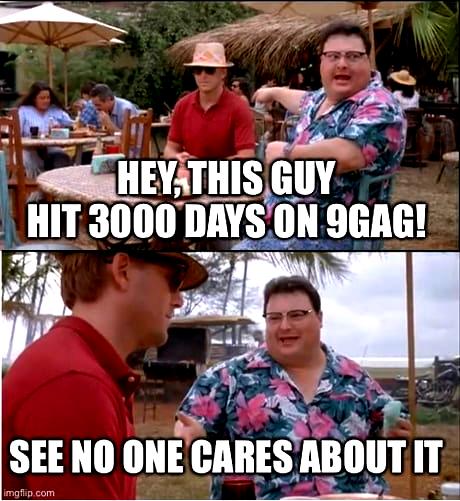 HEY, THIS GUY
HIT 3000 DAYS ON 9GAG!
SEE NO ONE CARES ABOUT IT
imgflip.com